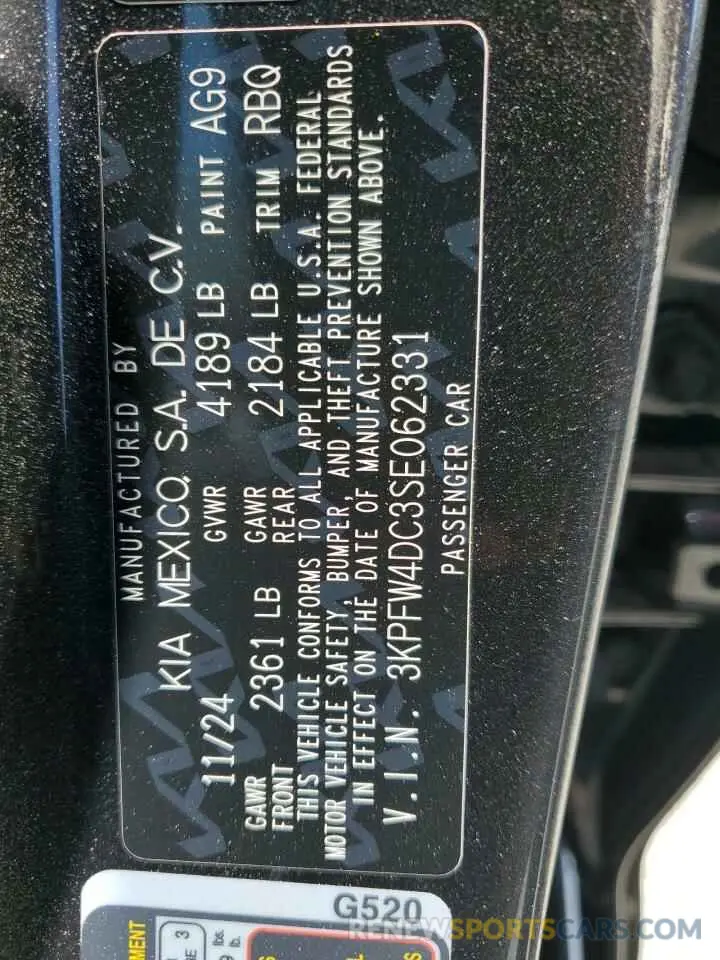 MANUFACTURED BY
KIA MEXICO, S.A. DE C.V.
11/24 GVWR 4189 LB PAINT AG9
GAWR FRONT 2361 LB GAWR REAR 2184 LB TRIM RBQ
THIS VEHICLE CONFORMS TO ALL APPLICABLE U.S.A. FEDERAL
MOTOR VEHICLE SAFETY, BUMPER, AND THEFT PREVENTION STANDARDS
IN EFFECT ON THE DATE OF MANUFACTURE SHOWN ABOVE.
V.I.N. 3KPFW4DC3SE062331
PASSENGER CAR
G520
3
lbs.
RENEWSPORTSCARS.COM